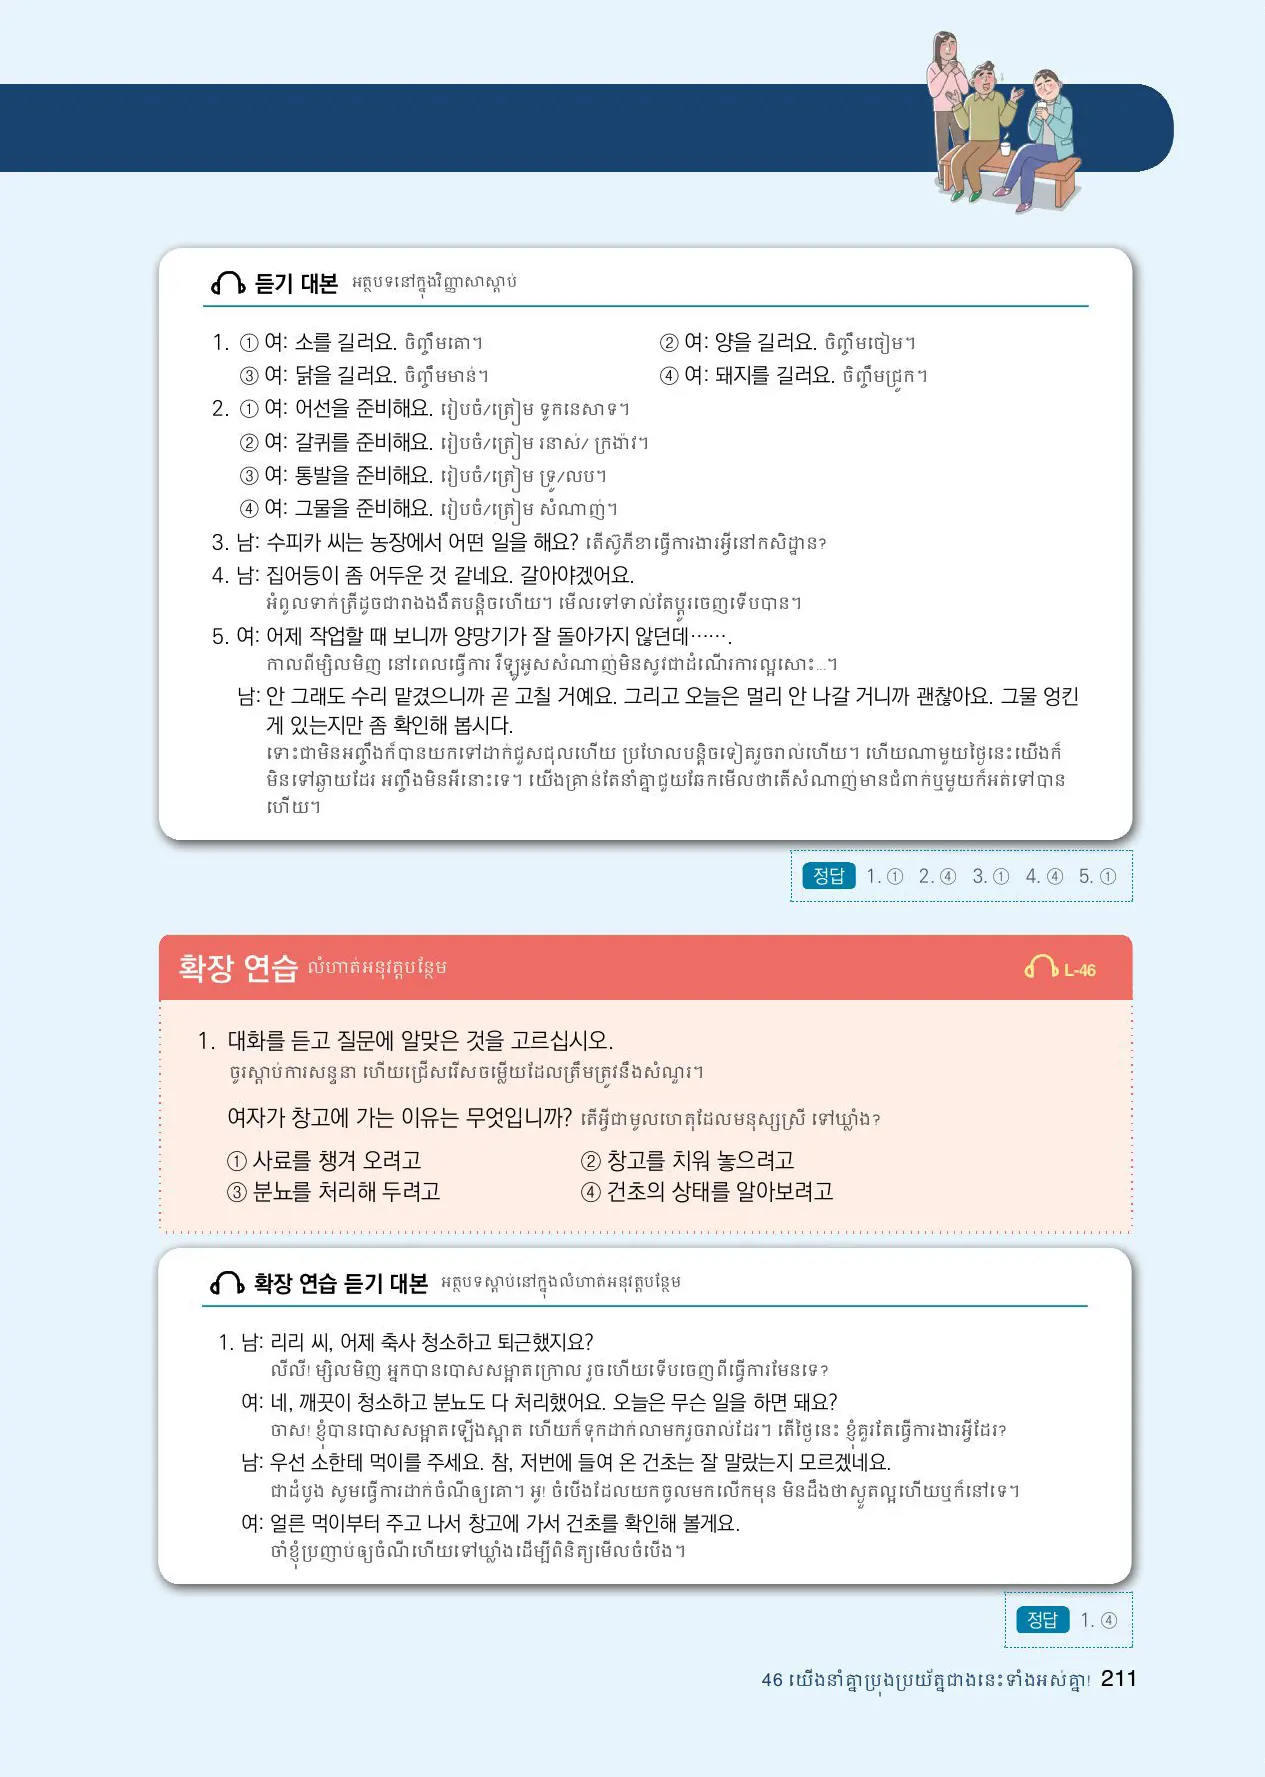 듣기 대본 អត្ថបទនៅក្នុងវិញ្ញាសាស្តាប់
1. ① 여: 소를 길러요. ចិញ្ចឹមគោ។ ② 여: 양을 길러요. ចិញ្ចឹមចៀម។
③ 여: 닭을 길러요. ចិញ្ចឹមមាន់។ ④ 여: 돼지를 길러요. ចិញ្ចឹមជ្រូក។
2. ① 여: 어선을 준비해요. រៀបចំ/ត្រៀម ទូកនេសាទ។
② 여: 갈퀴를 준비해요. រៀបចំ/ត្រៀម រនាស់/ ក្រង៉ាវ។
③ 여: 통발을 준비해요. រៀបចំ/ត្រៀម ទ្រូ/លប។
④ 여: 그물을 준비해요. រៀបចំ/ត្រៀម សំណាញ់។
3. 남: 수피카 씨는 농장에서 어떤 일을 해요? តើស៊ូភីខាធ្វើការងារអ្វីនៅកសិដ្ឋាន?
4. 남: 집어등이 좀 어두운 것 같네요. 갈아야겠어요.
អំពូលទាក់ត្រីដូចជារាងងងឹតបន្តិចហើយ។ មើលទៅទាល់តែប្តូរចេញទើបបាន។
5. 여: 어제 작업할 때 보니까 양망기가 잘 돌아가지 않던데…….
កាលពីម្សិលមិញ នៅពេលធ្វើការ រ៉ឺឡូអូសសំណាញ់មិនសូវជាដំណើរការល្អសោះ...។
남: 안 그래도 수리 맡겼으니까 곧 고칠 거예요. 그리고 오늘은 멀리 안 나갈 거니까 괜찮아요. 그물 엉킨
게 있는지만 좀 확인해 봅시다.
ទោះជាមិនអញ្ចឹងក៏បានយកទៅដាក់ជួសជុលហើយ ប្រហែលបន្តិចទៀតរួចរាល់ហើយ។ ហើយណាមួយថ្ងៃនេះយើងក៏
មិនទៅឆ្ងាយដែរ អញ្ចឹងមិនអីនោះទេ។ យើងគ្រាន់តែនាំគ្នាជួយឆែកមើលថាតើសំណាញ់មានជំពាក់ឬមួយក៏អត់ទៅបាន
ហើយ។
정답 1. ① 2. ④ 3. ① 4. ④ 5. ①
확장 연습 លំហាត់អនុវត្តបន្ថែម L-46
1. 대화를 듣고 질문에 알맞은 것을 고르십시오.
ចូរស្តាប់ការសន្ទនា ហើយជ្រើសរើសចម្លើយដែលត្រឹមត្រូវនឹងសំណួរ។
여자가 창고에 가는 이유는 무엇입니까? តើអ្វីជាមូលហេតុដែលមនុស្សស្រី ទៅឃ្លាំង?
① 사료를 챙겨 오려고 ② 창고를 치워 놓으려고
③ 분뇨를 처리해 두려고 ④ 건초의 상태를 알아보려고
확장 연습 듣기 대본 អត្ថបទស្តាប់នៅក្នុងលំហាត់អនុវត្តបន្ថែម
1. 남: 리리 씨, 어제 축사 청소하고 퇴근했지요?
លីលី! ម្សិលមិញ អ្នកបានបោសសម្អាតក្រោល រួចហើយទើបចេញពីធ្វើការមែនទេ?
여: 네, 깨끗이 청소하고 분뇨도 다 처리했어요. 오늘은 무슨 일을 하면 돼요?
ចាស! ខ្ញុំបានបោសសម្អាតឡើងស្អាត ហើយក៏ទុកដាក់លាមករួចរាល់ដែរ។ តើថ្ងៃនេះ ខ្ញុំគួរតែធ្វើការងារអ្វីដែរ?
남: 우선 소한테 먹이를 주세요. 참, 저번에 들여 온 건초는 잘 말랐는지 모르겠네요.
ជាដំបូង សូមធ្វើការដាក់ចំណីឲ្យគោ។ អូ! ចំបើងដែលយកចូលមកលើកមុន មិនដឹងថាស្ងួតល្អហើយឬក៏នៅទេ។
여: 얼른 먹이부터 주고 나서 창고에 가서 건초를 확인해 볼게요.
ចាំខ្ញុំប្រញាប់ឲ្យចំណីហើយទៅឃ្លាំងដើម្បីពិនិត្យមើលចំបើង។
정답 1. ④
46 យើងនាំគ្នាប្រុងប្រយ័ត្នជាងនេះទាំងអស់គ្នា! 211